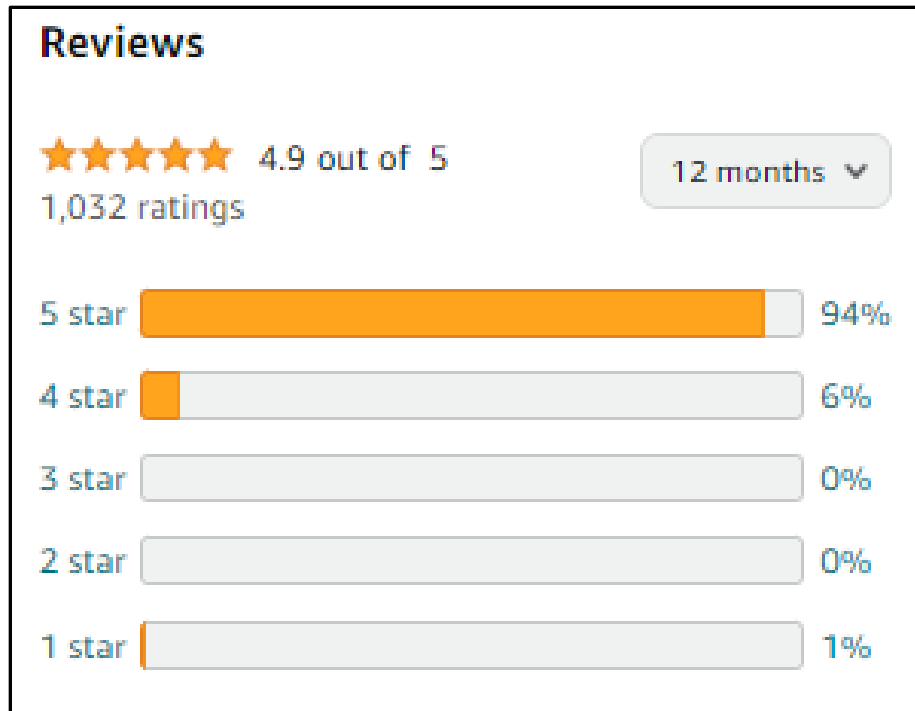 Reviews
4.9 out of 5
12 months
1,032 ratings
5 star 94%
4 star 6%
3 star 0%
2 star 0%
1 star 1%